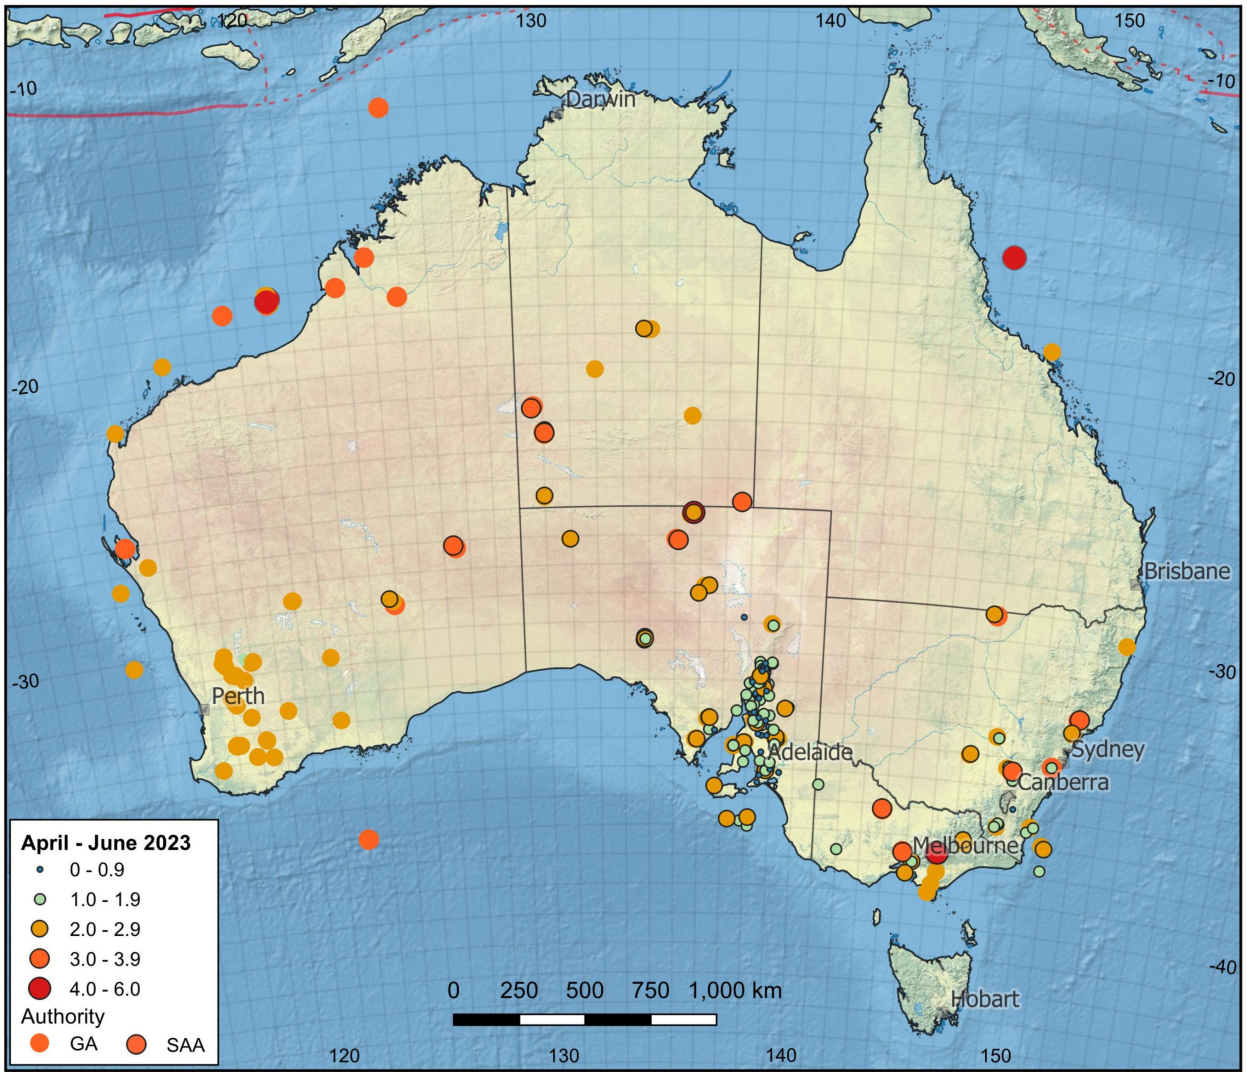 120 130 140 150
-10 -10
Darwin
-20 -20
Brisbane
-30 -30
Perth
Adelaide
Sydney
Canberra
Melbourne
April - June 2023
0 - 0.9
1.0 - 1.9
2.0 - 2.9
3.0 - 3.9
4.0 - 6.0
Authority
GA SAA
-40
Hobart
0 250 500 750 1,000 km
120 130 140 150